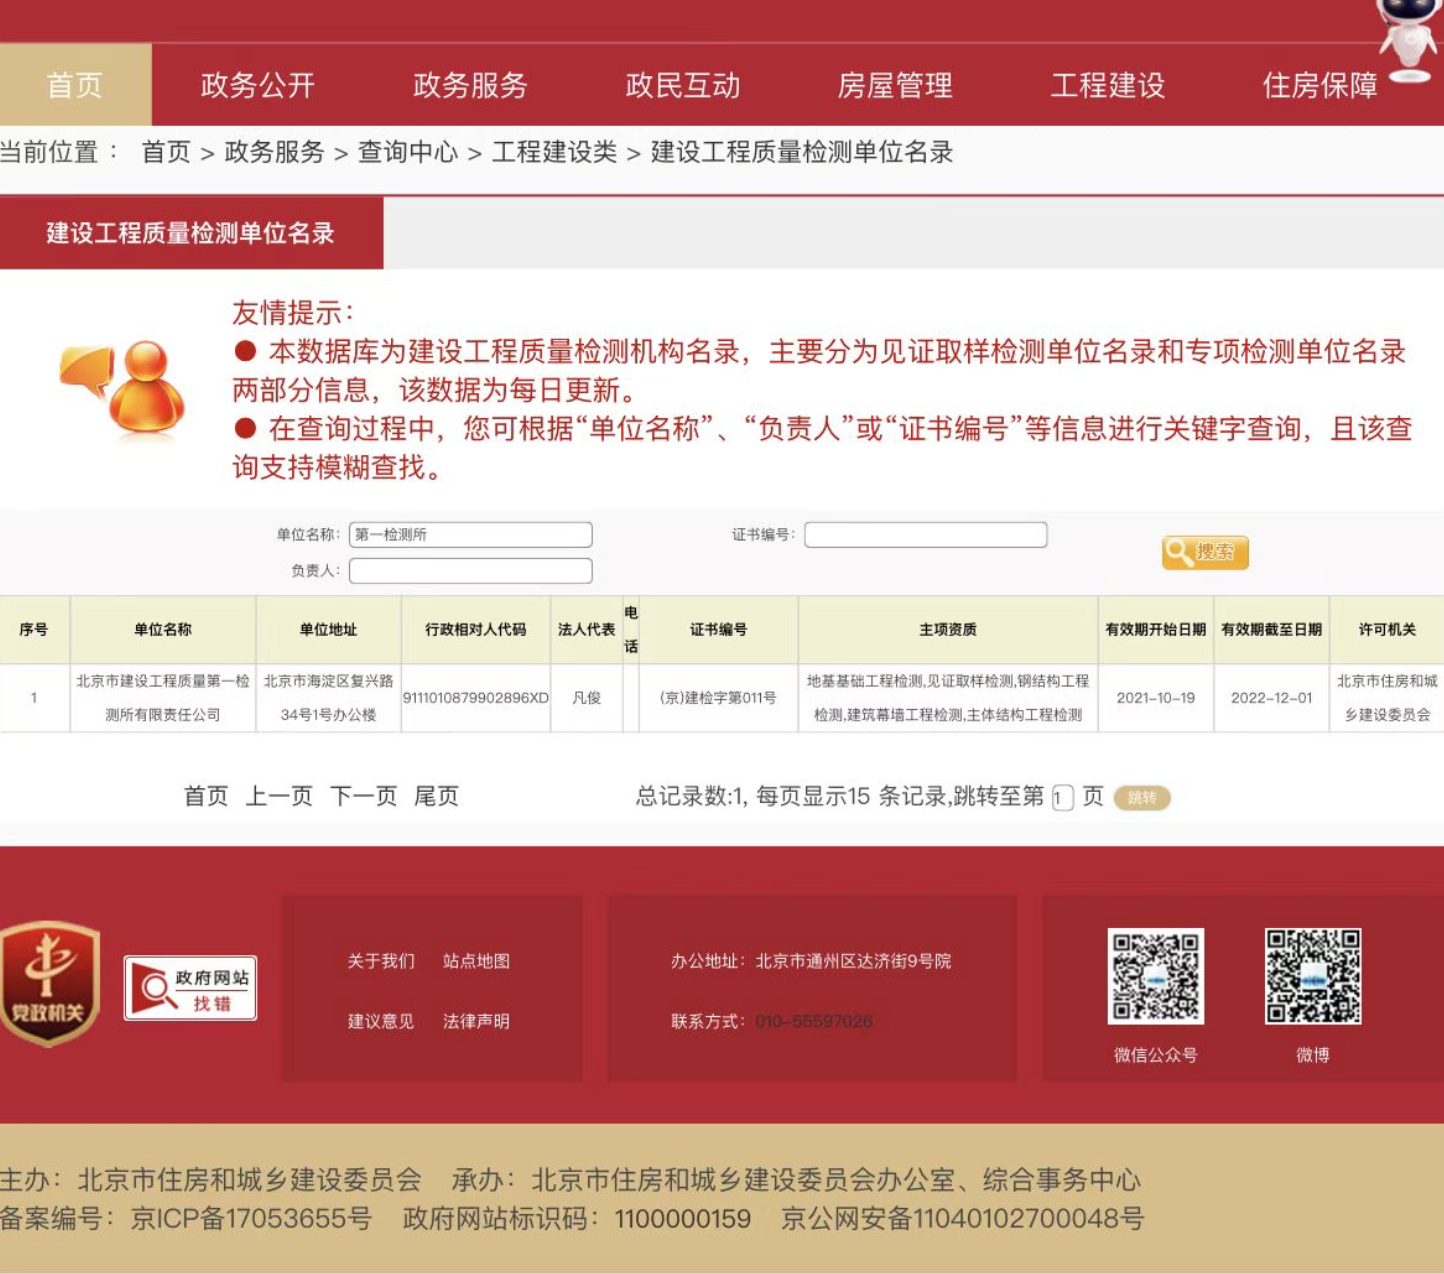 首页 政务公开 政务服务 政民互动 房屋管理 工程建设 住房保障
当前位置： 首页 > 政务服务 > 查询中心 > 工程建设类 > 建设工程质量检测单位名录
建设工程质量检测单位名录
友情提示：
● 本数据库为建设工程质量检测机构名录，主要分为见证取样检测单位名录和专项检测单位名录
两部分信息，该数据为每日更新。
● 在查询过程中，您可根据“单位名称”、“负责人”或“证书编号”等信息进行关键字查询，且该查
询支持模糊查找。
单位名称： 第一检测所 证书编号：
搜索
负责人：
序号 单位名称 单位地址 行政相对人代码 法人代表 电话 证书编号 主项资质 有效期开始日期 有效期截至日期 许可机关
北京市建设工程质量第一检 北京市海淀区复兴路 地基基础工程检测,见证取样检测,钢结构工程 北京市住房和城
1 9111010879902896XD 凡俊 (京)建检字第011号 2021-10-19 2022-12-01
测所有限责任公司 34号1号办公楼 检测,建筑幕墙工程检测,主体结构工程检测 乡建设委员会
首页 上一页 下一页 尾页 总记录数:1, 每页显示15 条记录,跳转至第 1 页 跳转
党政机关
政府网站
找错
关于我们 站点地图
建议意见 法律声明
办公地址：北京市通州区达济街9号院
联系方式：010-55597026
微信公众号 微博
主办：北京市住房和城乡建设委员会 承办：北京市住房和城乡建设委员会办公室、综合事务中心
备案编号：京ICP备17053655号 政府网站标识码：1100000159 京公网安备11040102700048号